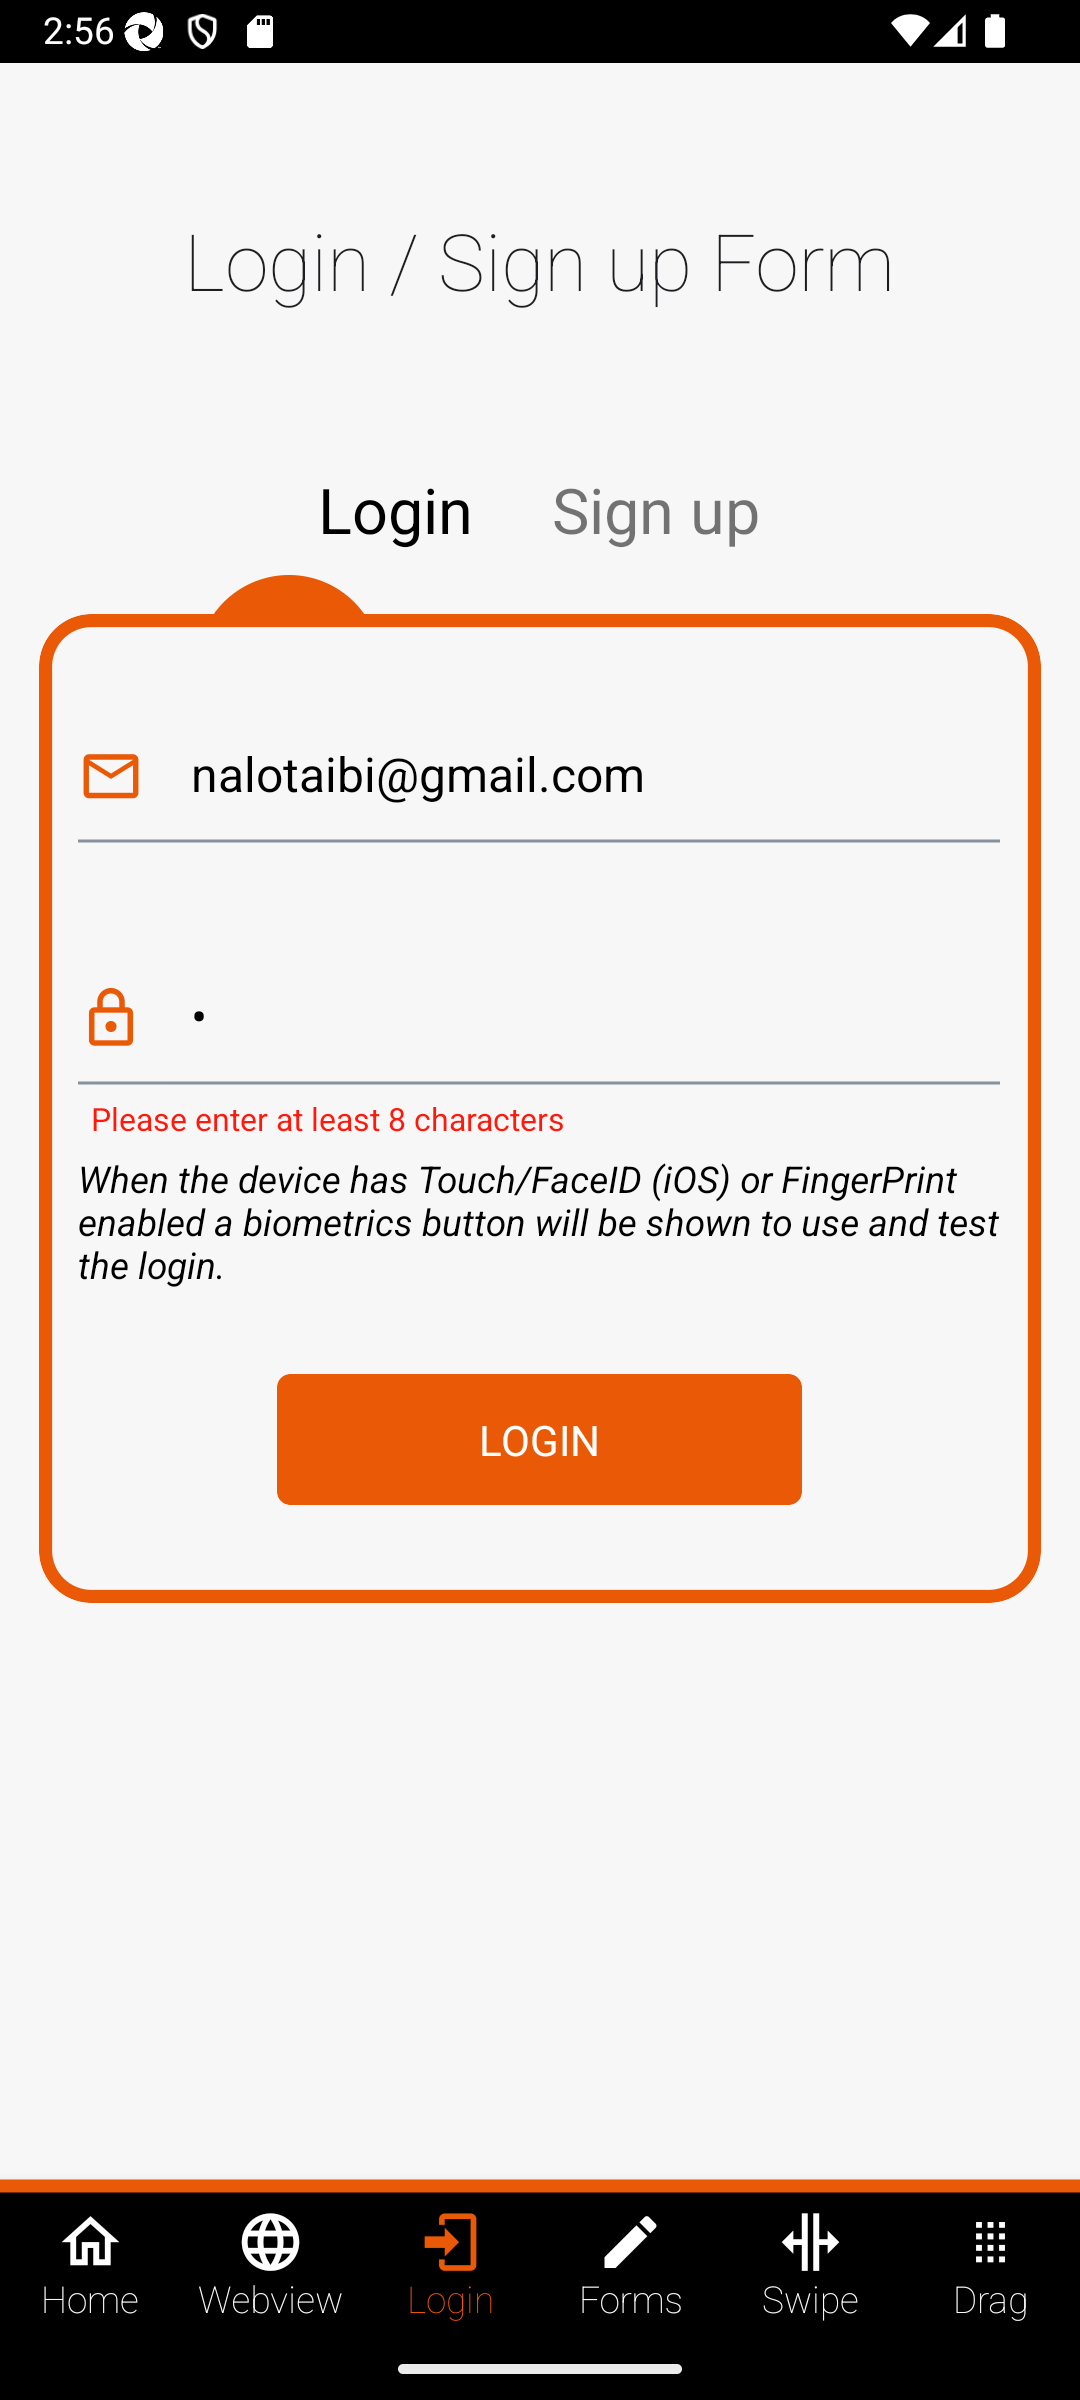 2:56
Login / Sign up Form
Login Sign up
nalotaibi@gmail.com
•
Please enter at least 8 characters
When the device has Touch/FaceID (iOS) or FingerPrint
enabled a biometrics button will be shown to use and test
the login.
LOGIN
Home Webview Login Forms Swipe Drag